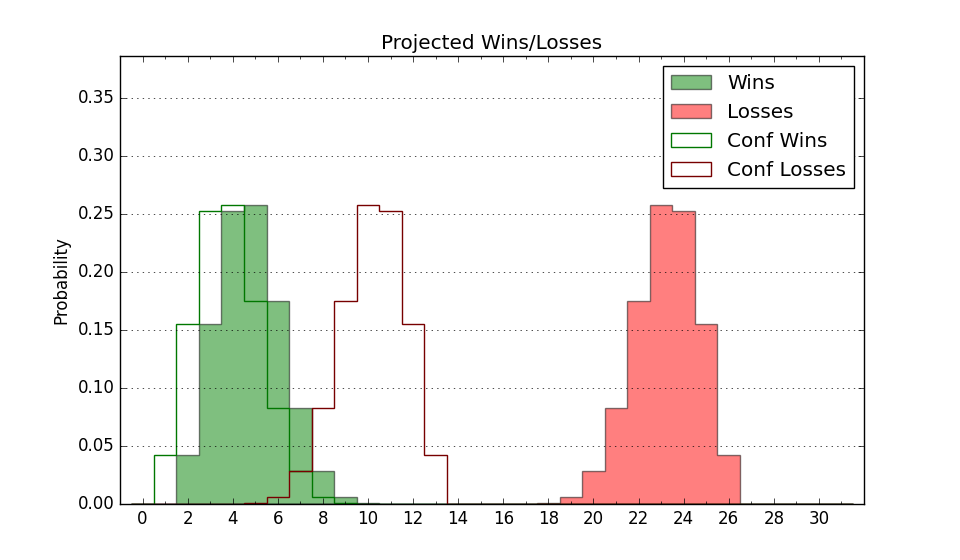 Projected Wins/Losses
Wins
Losses
Conf Wins
Conf Losses
Probability
0.35
0.30
0.25
0.20
0.15
0.10
0.05
0.00
0 2 4 6 8 10 12 14 16 18 20 22 24 26 28 30